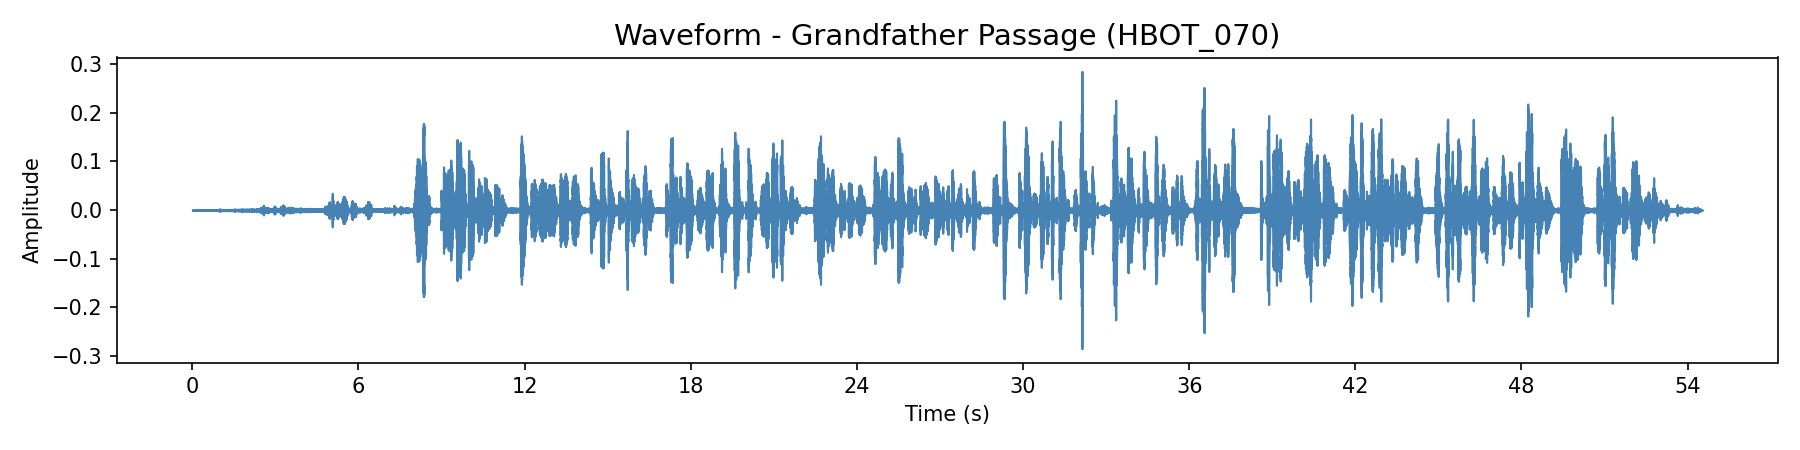 Waveform - Grandfather Passage (HBOT_070)
0.3
0.2
0.1
0.0
−0.1
−0.2
−0.3
Amplitude
0 6 12 18 24 30 36 42 48 54
Time (s)